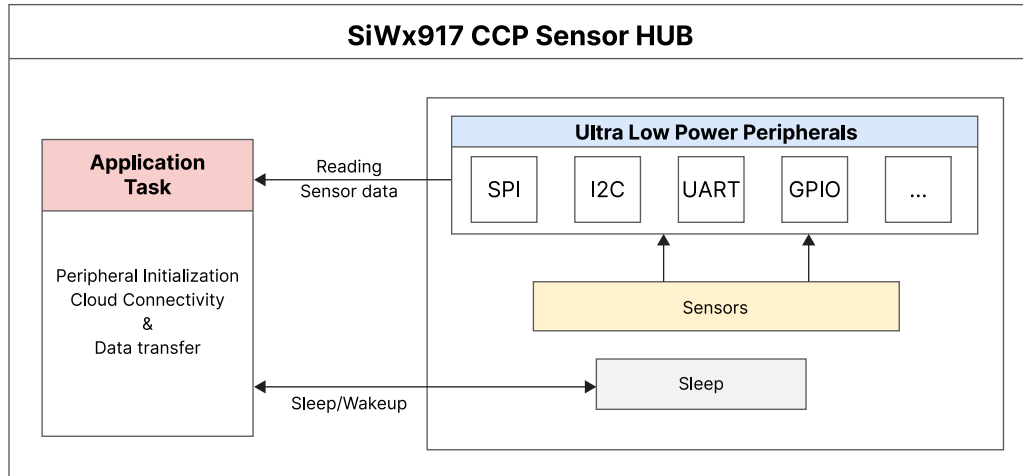 SiWx917 CCP Sensor HUB
Application
Task
Peripheral Initialization
Cloud Connectivity
&
Data transfer
Reading
Sensor data
Sleep/Wakeup
Ultra Low Power Peripherals
SPI
I2C
UART
GPIO
...
Sensors
Sleep